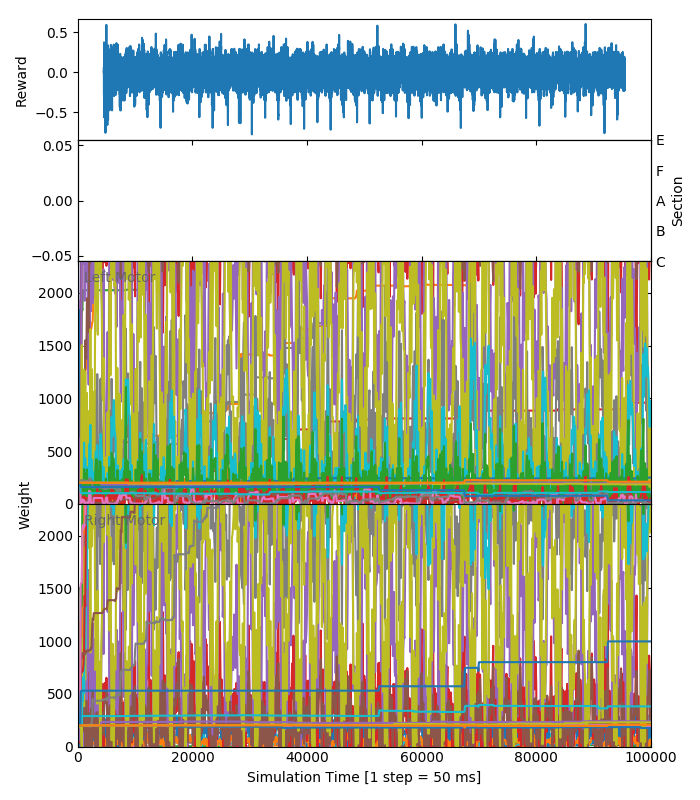 0.5
0.0
−0.5
Reward
0.05
0.00
−0.05
E
F
A
B
C
Section
Left Motor
2000
1500
1000
500
0
Weight
Right Motor
2000
1500
1000
500
0
0 20000 40000 60000 80000 100000
Simulation Time [1 step = 50 ms]